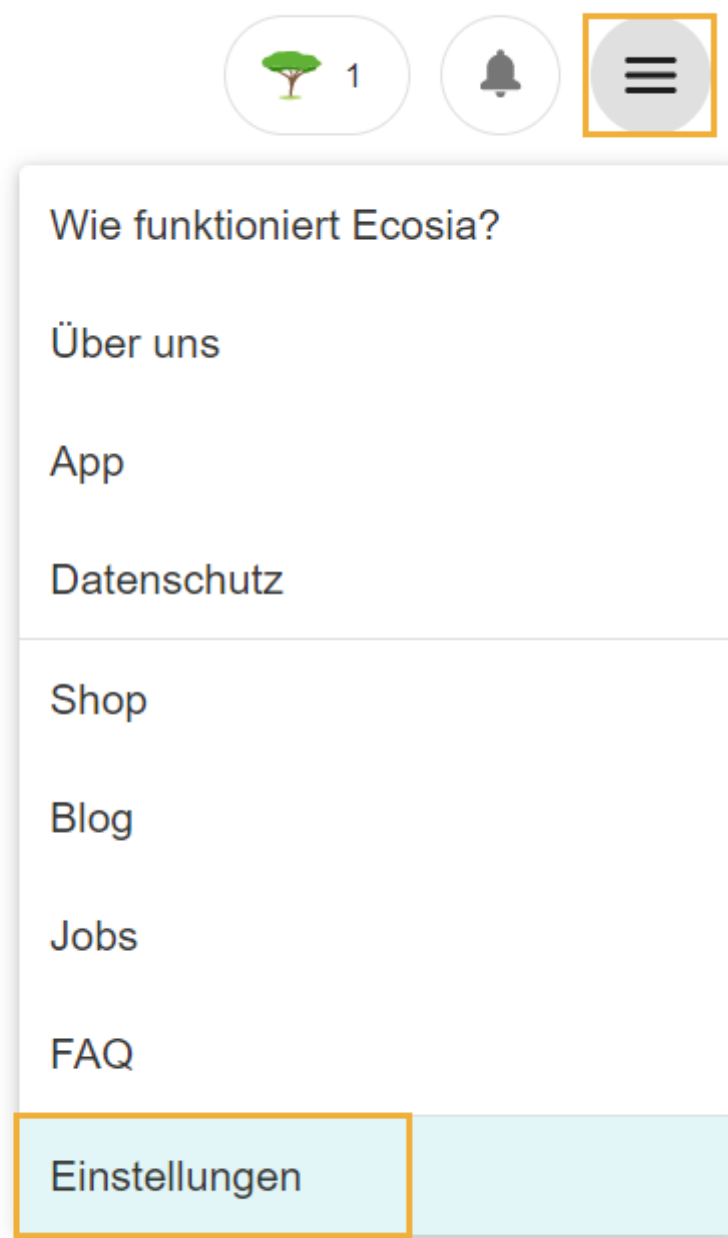 1
Wie funktioniert Ecosia?
Über uns
App
Datenschutz
Shop
Blog
Jobs
FAQ
Einstellungen